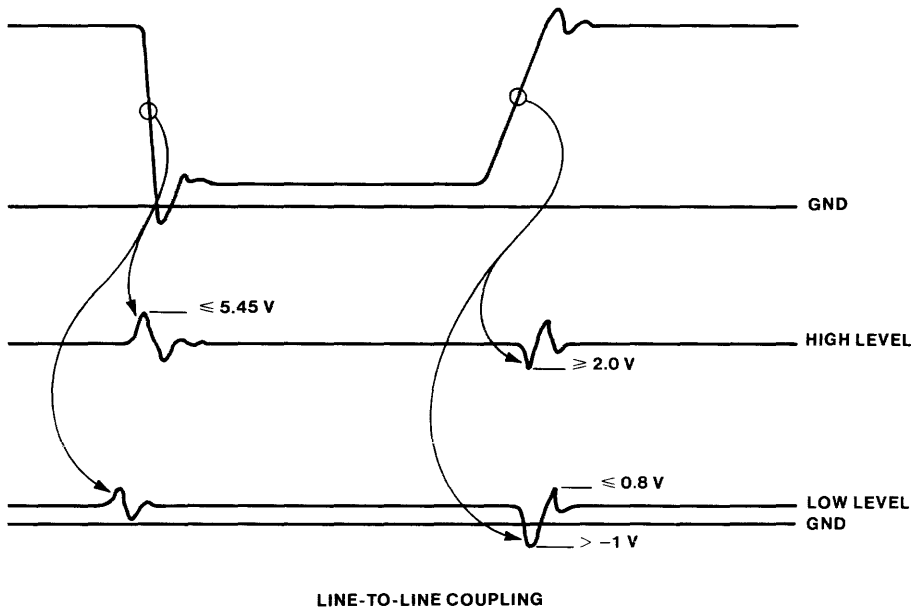 GND
≤ 5.45 V
HIGH LEVEL
≥ 2.0 V
≤ 0.8 V
LOW LEVEL
GND
> −1 V
LINE-TO-LINE COUPLING